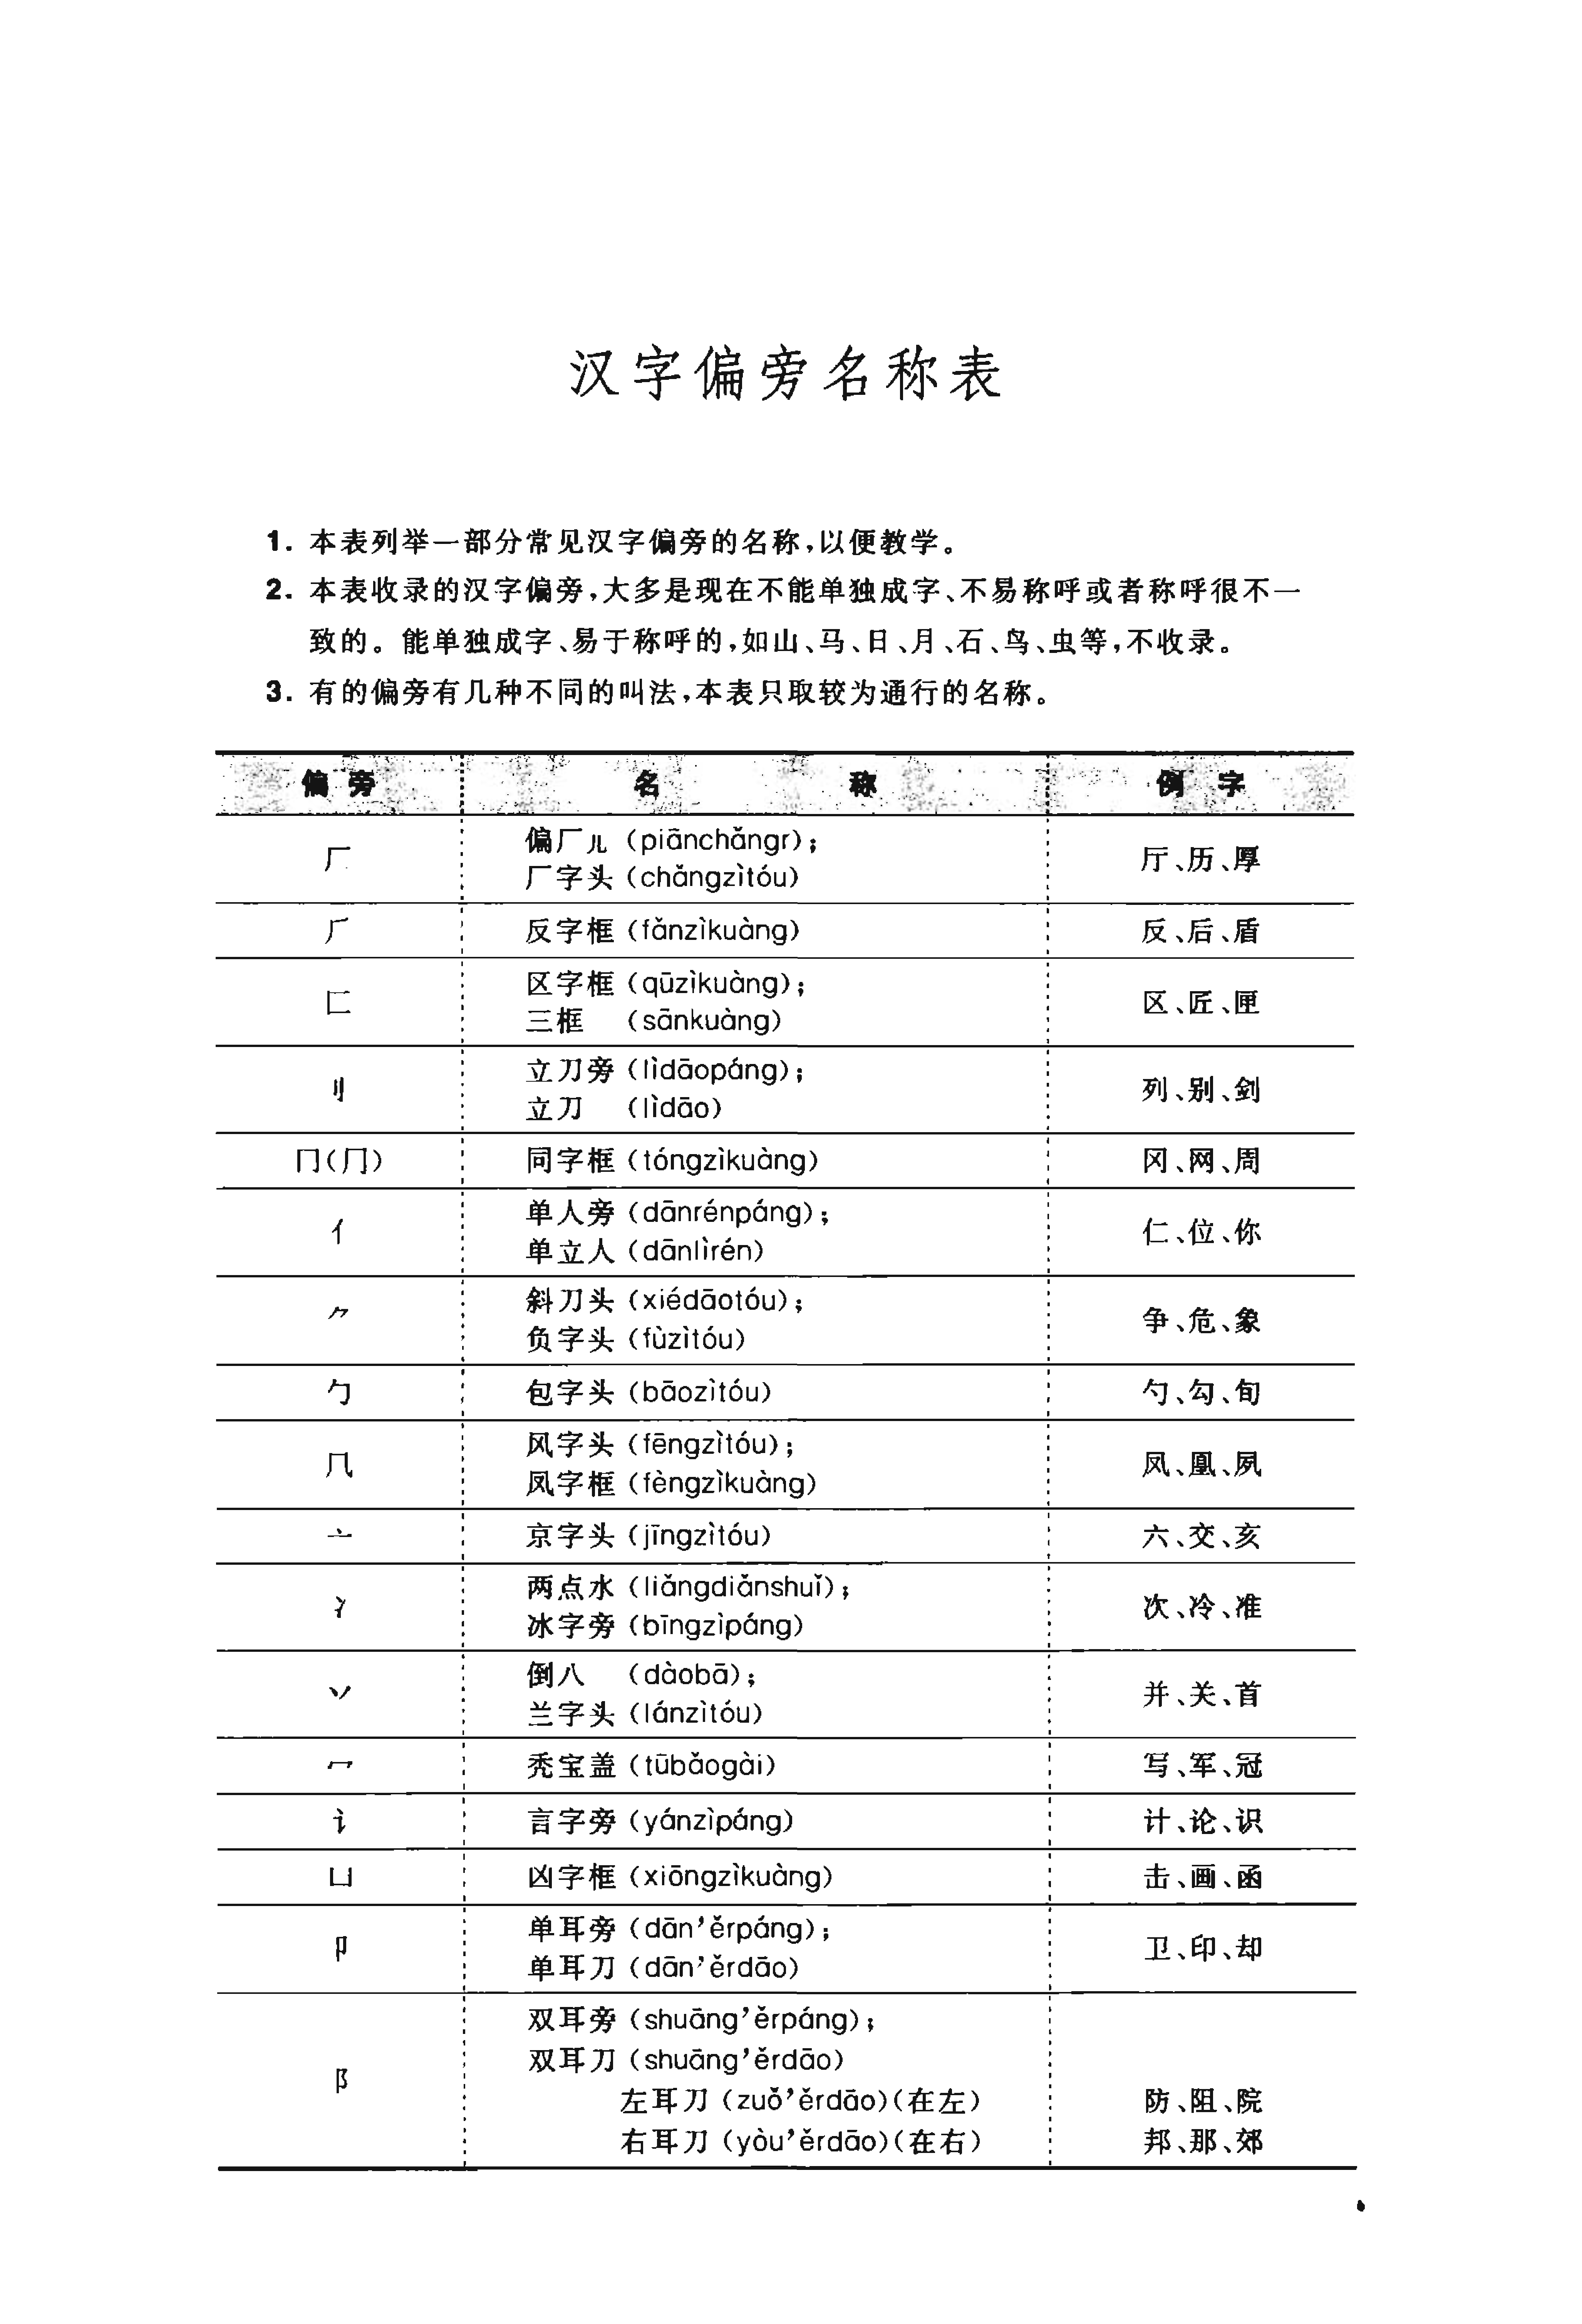 汉字偏旁名称表
1. 本表列举一部分常见汉字偏旁的名称，以便教学。
2. 本表收录的汉字偏旁，大多是现在不能单独成字、不易称呼或者称呼很不一
致的。能单独成字、易于称呼的，如山、马、日、月、石、鸟、虫等，不收录。
3. 有的偏旁有几种不同的叫法，本表只取较为通行的名称。
偏旁 名称 例字
厂 偏厂儿 (piānchǎngr)； 厅、历、厚
厂字头 (chǎngzìtóu)
𠂆 反字框 (fǎnzìkuàng) 反、后、盾
匚 区字框 (qūzìkuàng)； 区、匠、匣
三框 (sānkuàng)
刂 立刀旁 (lìdāopáng)； 列、别、剑
立刀 (lìdāo)
冂(⺆) 同字框 (tóngzìkuàng) 冈、网、周
亻 单人旁 (dānrénpáng)； 仁、位、你
单立人 (dānlìrén)
⺈ 斜刀头 (xiédāotóu)； 争、危、象
负字头 (fùzìtóu)
勹 包字头 (bāozìtóu) 勺、勾、旬
𠘨 风字头 (fēngzìtóu)； 凤、凰、夙
凤字框 (fèngzìkuàng)
亠 京字头 (jīngzìtóu) 六、交、亥
冫 两点水 (liǎngdiǎnshuǐ)； 次、冷、准
冰字旁 (bīngzìpáng)
丷 倒八 (dàobā)； 并、关、首
兰字头 (lánzìtóu)
冖 秃宝盖 (tūbǎogài) 写、军、冠
讠 言字旁 (yánzìpáng) 计、论、识
凵 凶字框 (xiōngzìkuàng) 击、画、函
卩 单耳旁 (dān’ěrpáng)； 卫、印、却
单耳刀 (dān’ěrdāo)
阝 双耳旁 (shuāng’ěrpáng)；
双耳刀 (shuāng’ěrdāo)
左耳刀 (zuǒ’ěrdāo)(在左) 防、阻、院
右耳刀 (yòu’ěrdāo)(在右) 邦、那、郊